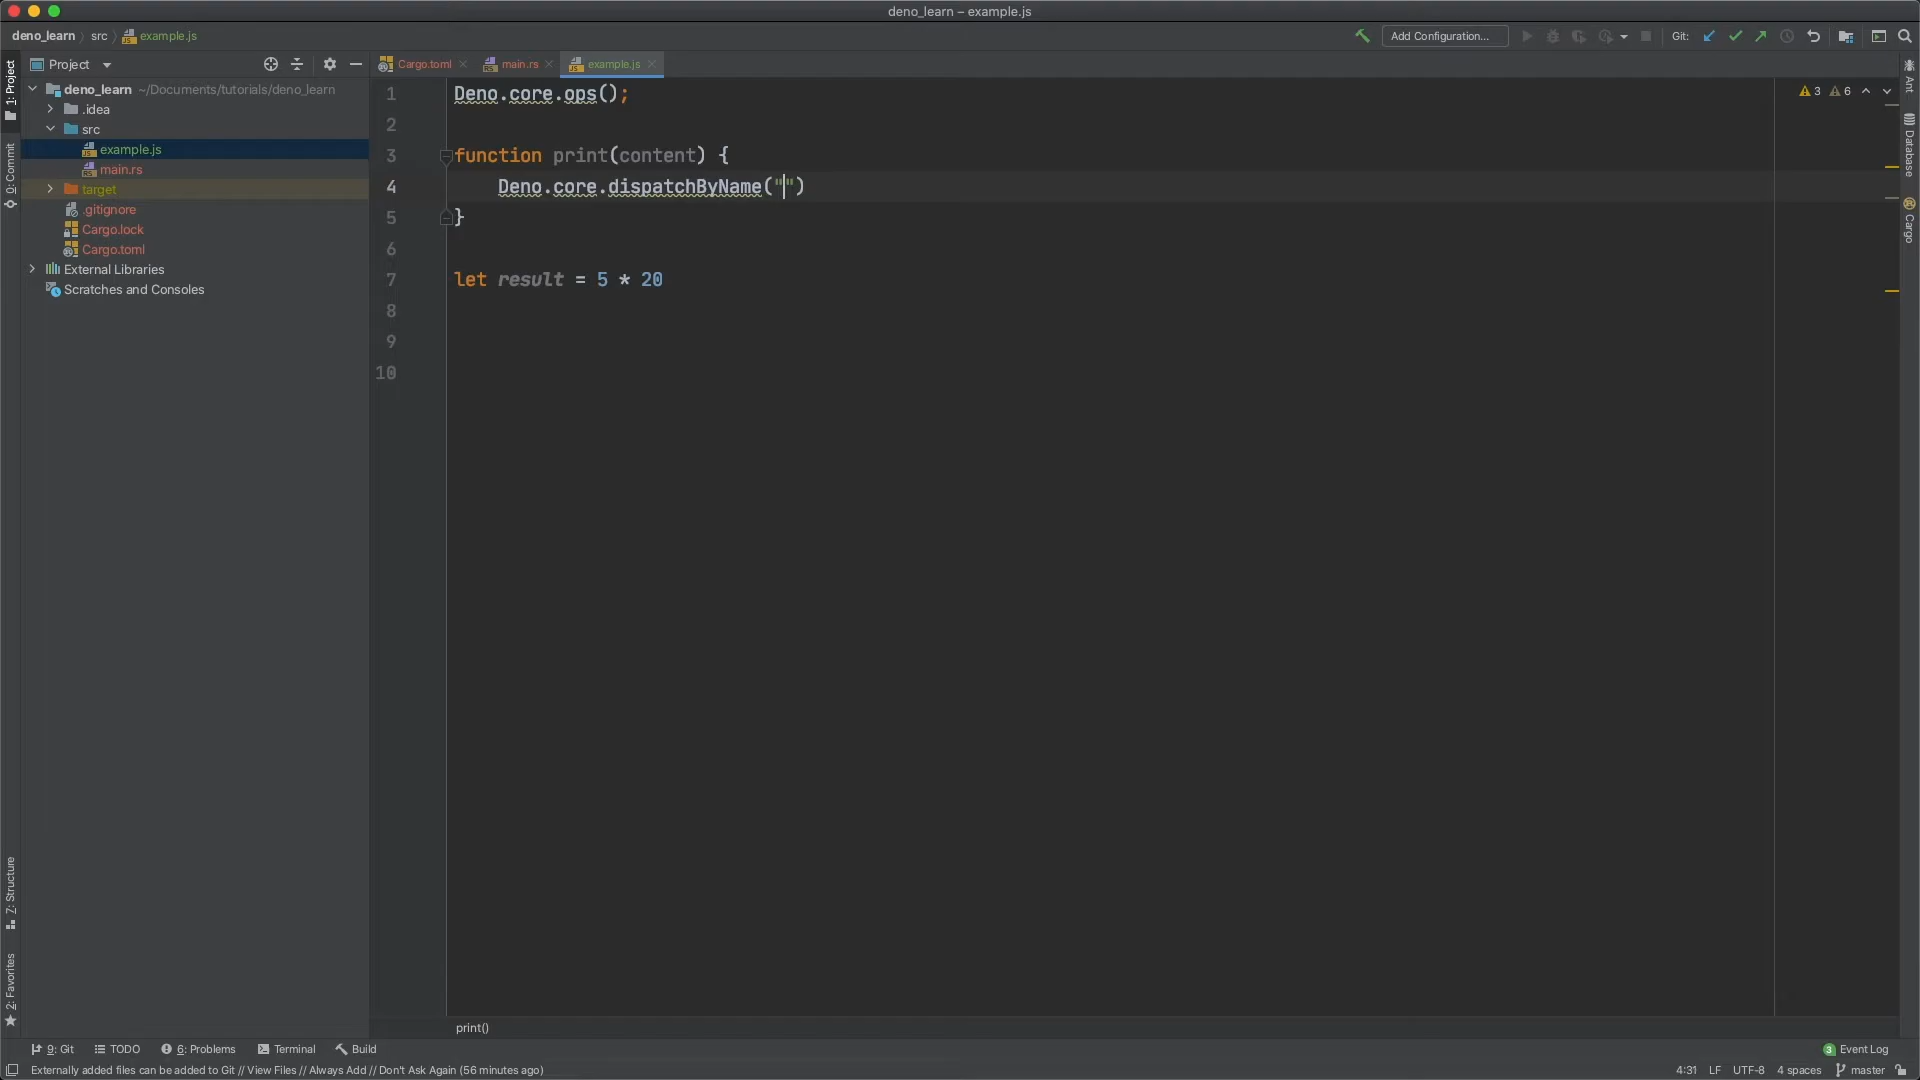 deno_learn – example.js
deno_learn src example.js
Add Configuration...
Git:
Project
Cargo.toml
main.rs
example.js
deno_learn ~/Documents/tutorials/deno_learn
.idea
src
example.js
main.rs
target
.gitignore
Cargo.lock
Cargo.toml
External Libraries
Scratches and Consoles
1: Project
0: Commit
Z: Structure
2: Favorites
1 Deno.core.ops();
2
3 function print(content) {
4 Deno.core.dispatchByName("")
5 }
6
7 let result = 5 * 20
8
9
10
3 6
Ant
Database
Cargo
print()
9: Git
TODO
6: Problems
Terminal
Build
3 Event Log
Externally added files can be added to Git // View Files // Always Add // Don't Ask Again (56 minutes ago)
4:31 LF UTF-8 4 spaces master